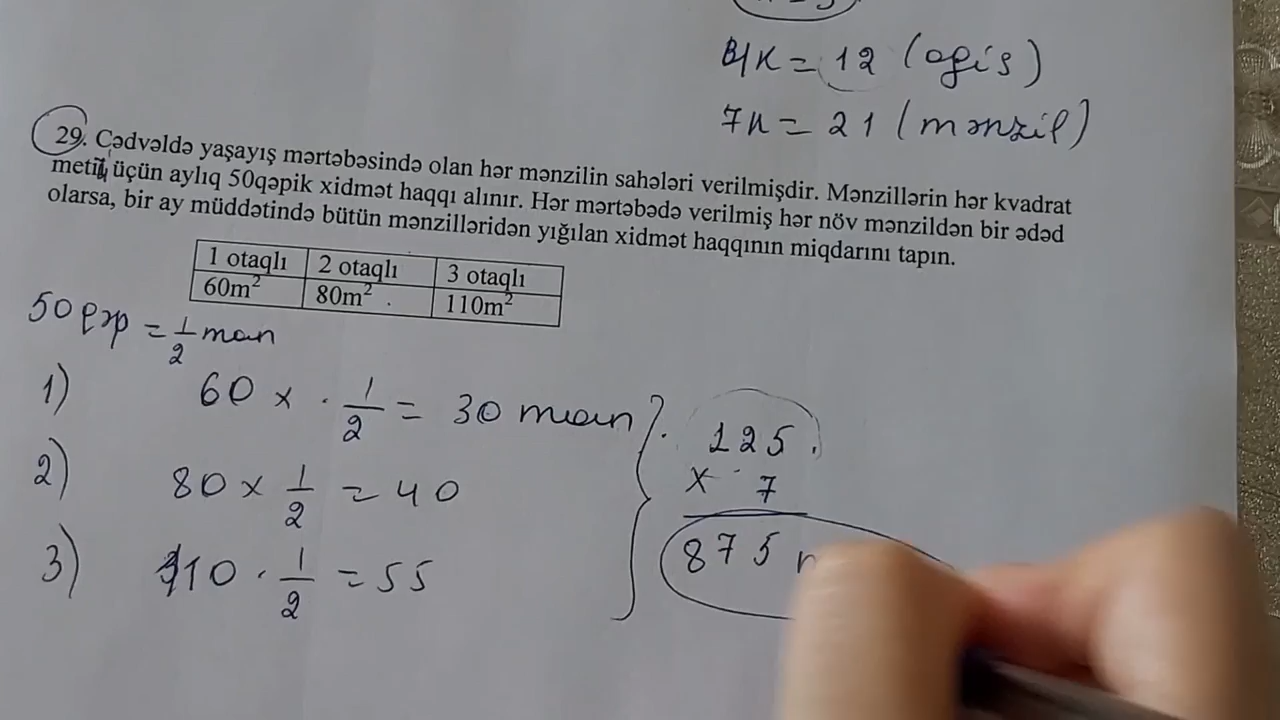 B/K = 12 (ofis)
7K = 21 (mənzil)
29. Cədvəldə yaşayış mərtəbəsində olan hər mənzilin sahələri verilmişdir. Mənzillərin hər kvadrat
metri üçün aylıq 50qəpik xidmət haqqı alınır. Hər mərtəbədə verilmiş hər növ mənzildən bir ədəd
olarsa, bir ay müddətində bütün mənzilləridən yığılan xidmət haqqının miqdarını tapın.
1 otaqlı 2 otaqlı 3 otaqlı
60m² 80m² 110m²
50 qəp = 1/2 man
1) 60 x · 1/2 = 30 man
2) 80 x 1/2 = 40
3) 110 · 1/2 = 55
125
x 7
875